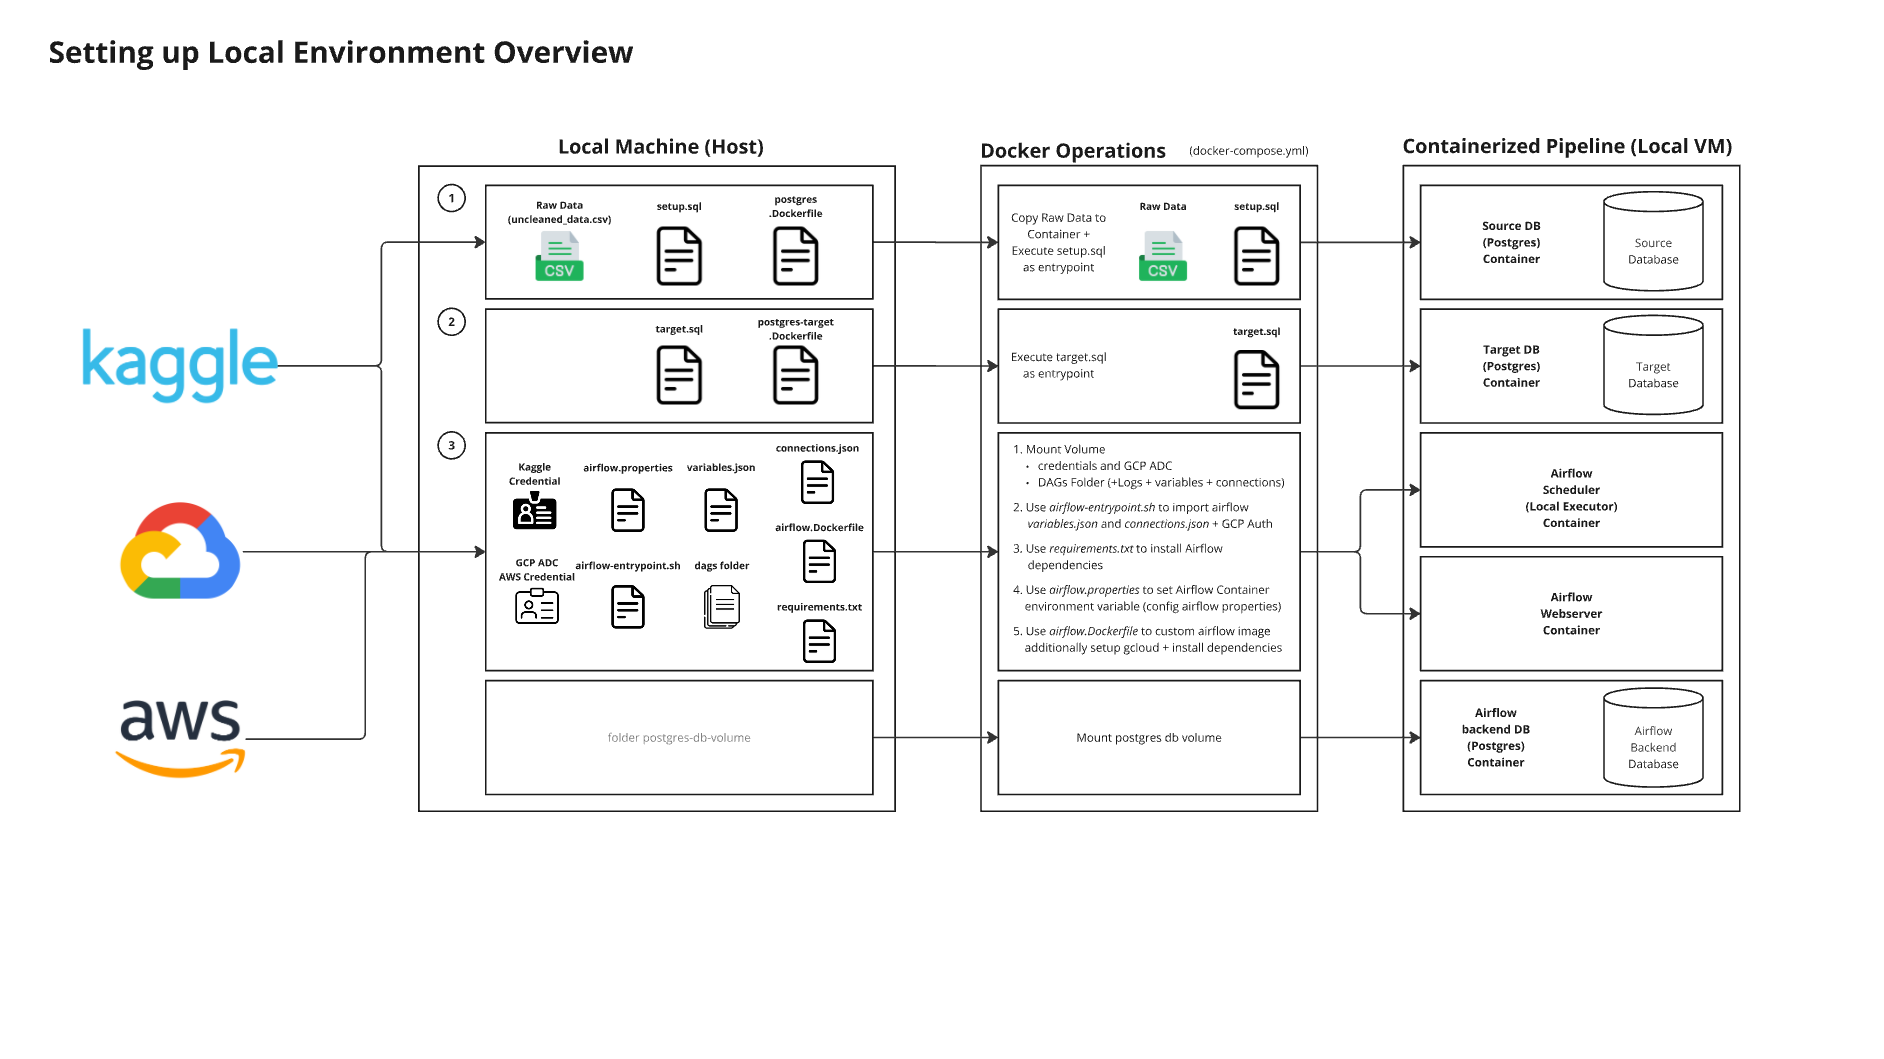 Setting up Local Environment Overview
Local Machine (Host)
Docker Operations (docker-compose.yml)
Containerized Pipeline (Local VM)
kaggle
aws
1
Raw Data
(uncleaned_data.csv)
CSV
setup.sql
postgres
.Dockerfile
2
target.sql
postgres-target
.Dockerfile
3
Kaggle
Credential
airflow.properties
variables.json
connections.json
airflow.Dockerfile
GCP ADC
AWS Credential
airflow-entrypoint.sh
dags folder
requirements.txt
folder postgres-db-volume
Copy Raw Data to
Container +
Execute setup.sql
as entrypoint
Raw Data
CSV
setup.sql
Execute target.sql
as entrypoint
target.sql
1. Mount Volume
• credentials and GCP ADC
• DAGs Folder (+Logs + variables + connections)
2. Use airflow-entrypoint.sh to import airflow
variables.json and connections.json + GCP Auth
3. Use requirements.txt to install Airflow
dependencies
4. Use airflow.properties to set Airflow Container
environment variable (config airflow properties)
5. Use airflow.Dockerfile to custom airflow image
additionally setup gcloud + install dependencies
Mount postgres db volume
Source DB
(Postgres)
Container
Source
Database
Target DB
(Postgres)
Container
Target
Database
Airflow
Scheduler
(Local Executor)
Container
Airflow
Webserver
Container
Airflow
backend DB
(Postgres)
Container
Airflow
Backend
Database